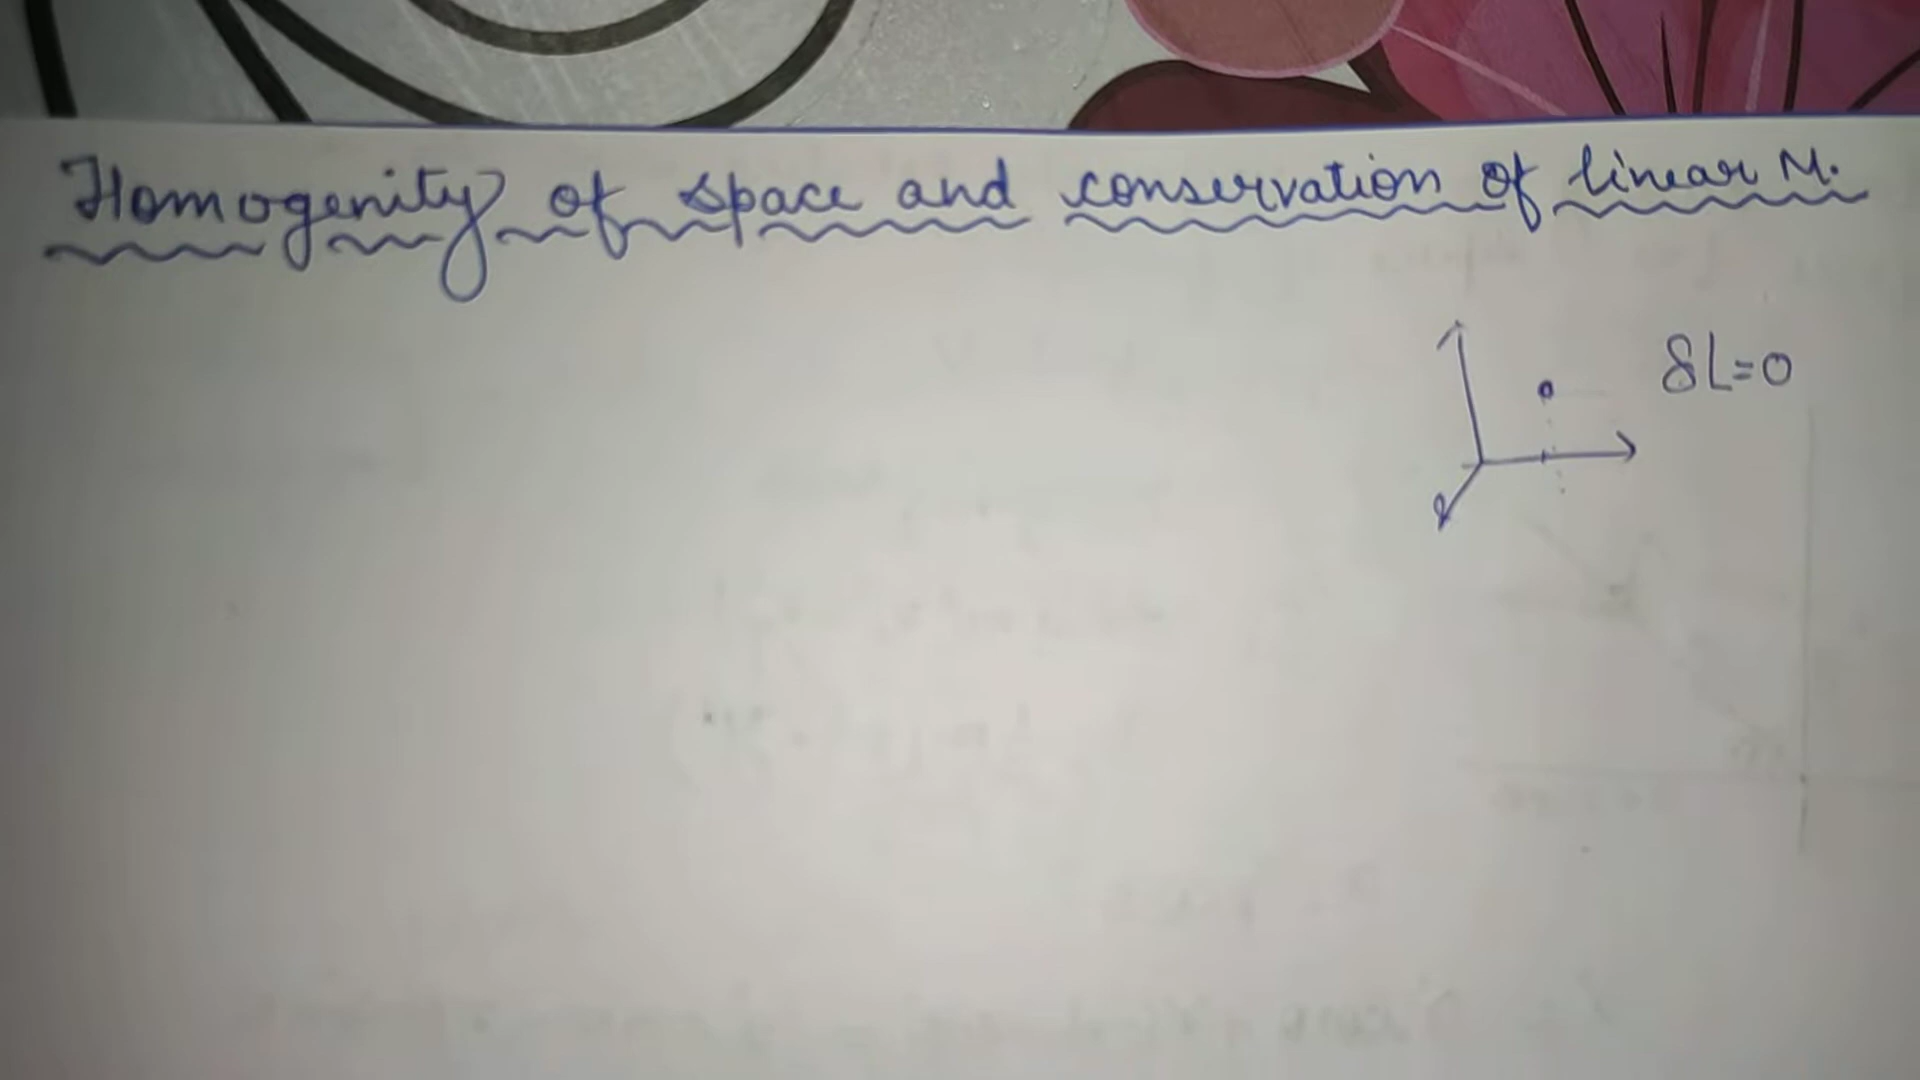 Homogenity of space and conservation of linear M.
δL=0